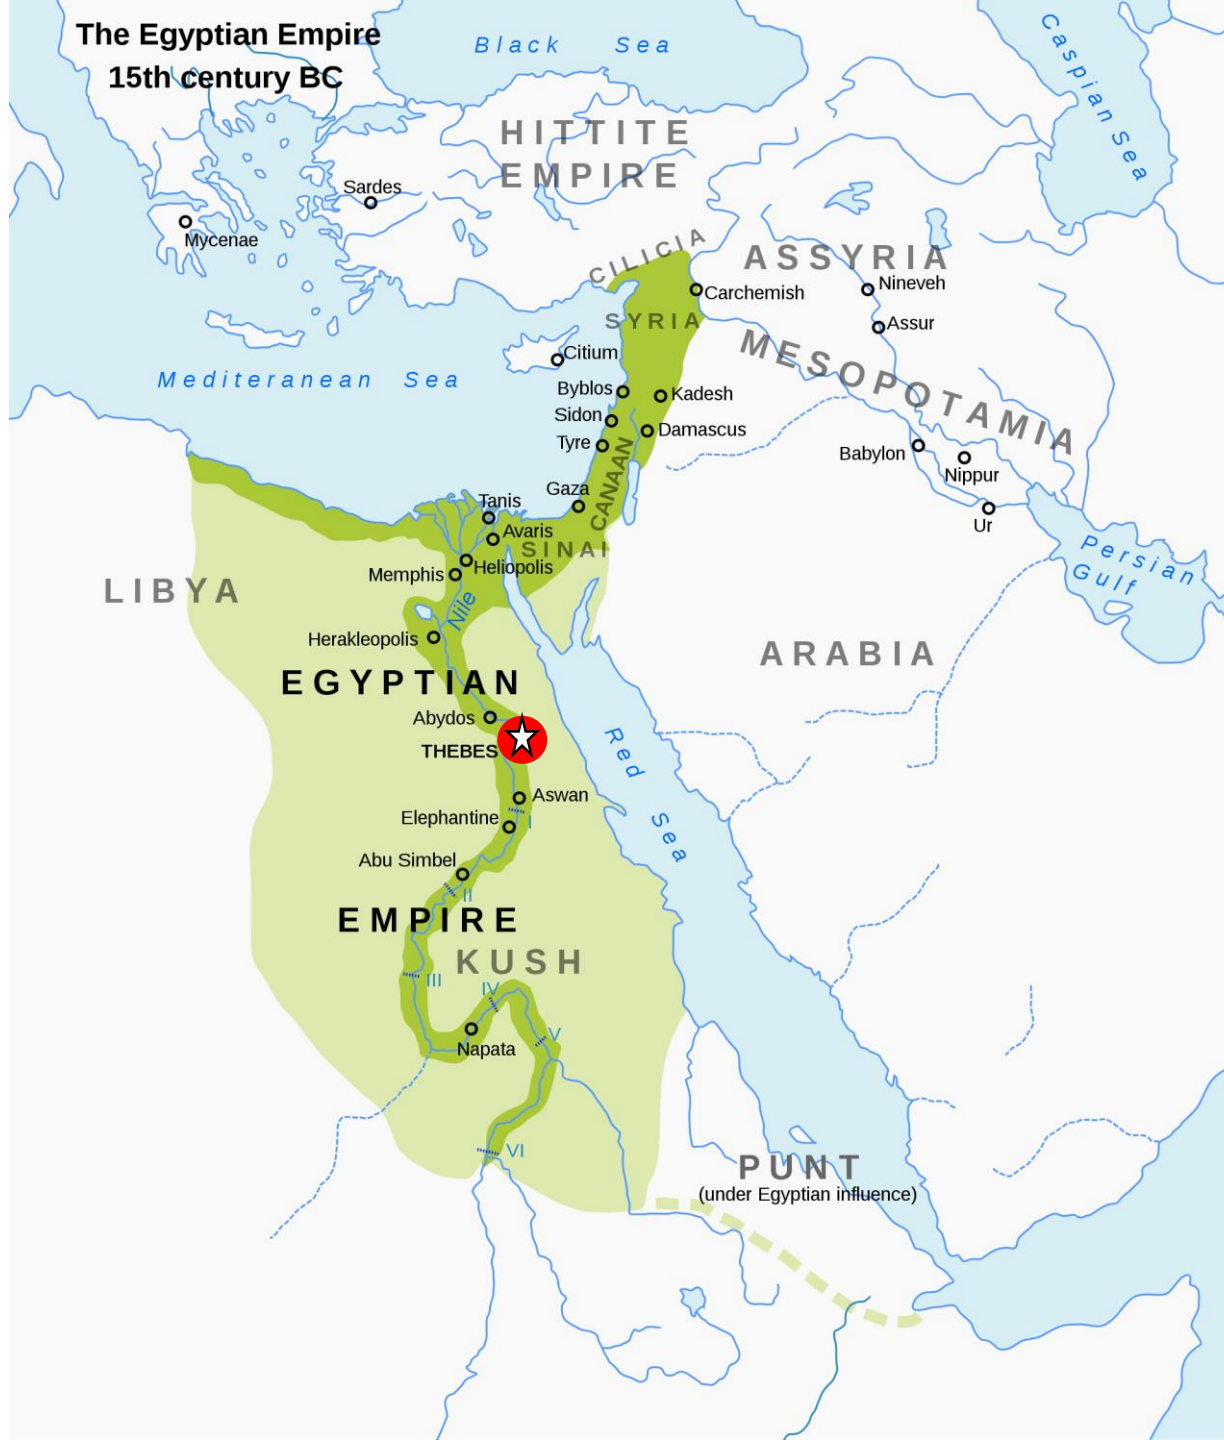 The Egyptian Empire
15th century BC
Black Sea
Caspian Sea
HITTITE
EMPIRE
Sardes
Mycenae
CILICIA
ASSYRIA
Nineveh
Carchemish
SYRIA
Assur
MESOPOTAMIA
Citium
Mediteranean Sea
Byblos
Kadesh
Sidon
Damascus
Tyre
CANAAN
Babylon
Nippur
Gaza
Tanis
Ur
Avaris
SINAI
Persian
Gulf
Heliopolis
Memphis
LIBYA
Nile
Herakleopolis
ARABIA
EGYPTIAN
Abydos
THEBES
Red Sea
Aswan
Elephantine
I
Abu Simbel
II
EMPIRE
KUSH
III
IV
Napata
V
VI
PUNT
(under Egyptian influence)